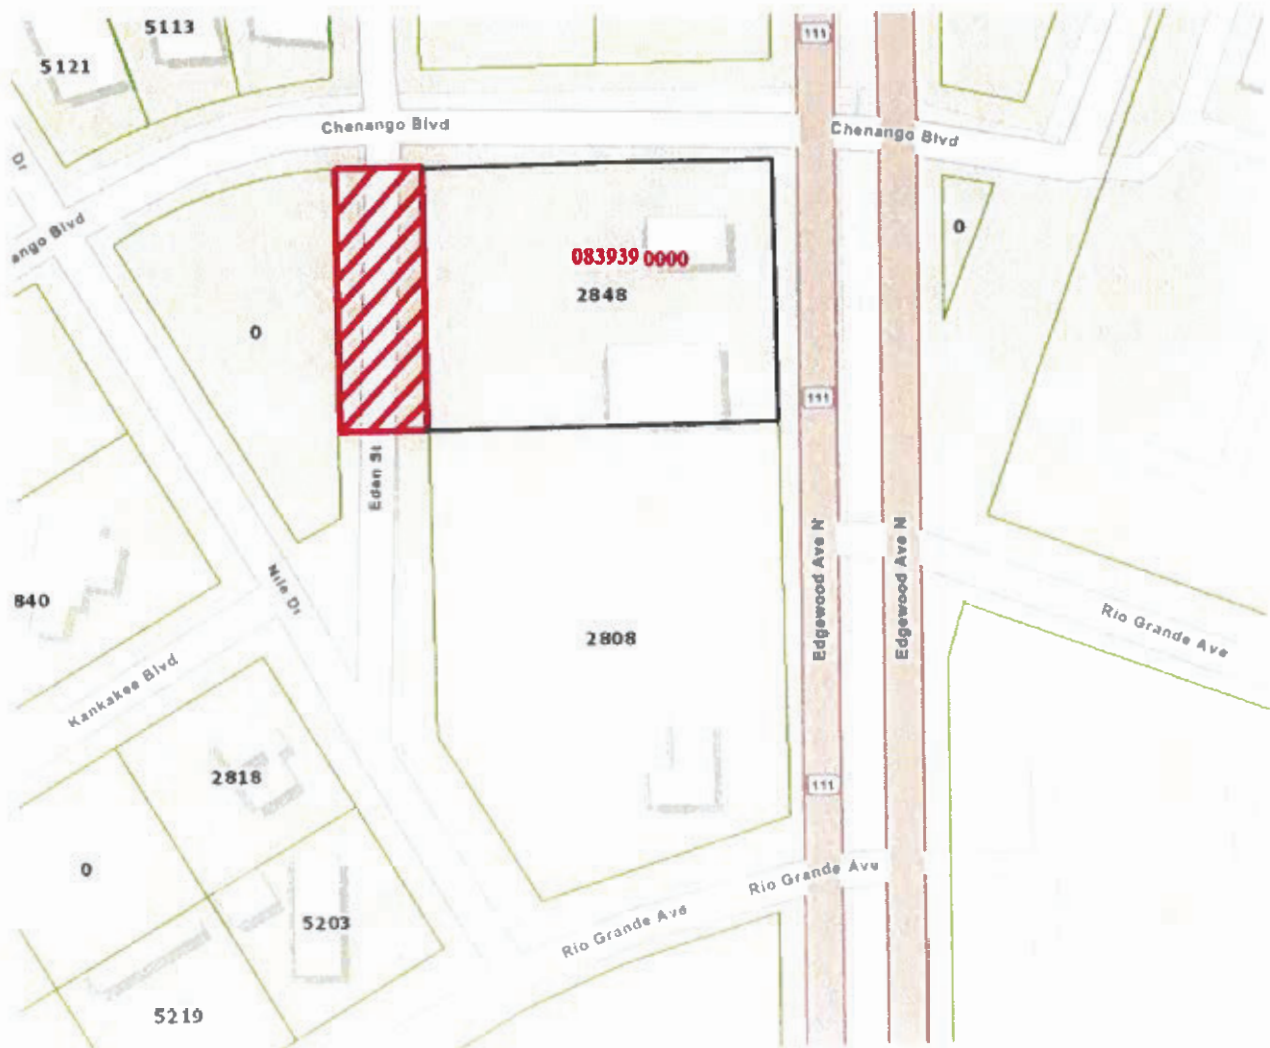 5113
111
5121
Chenango Blvd
Chenango Blvd
Dr
ango Blvd
0
083939 0000
2848
0
111
Eden St
Edgewood Ave N
Edgewood Ave N
Nile Dr
840
Rio Grande Ave
2808
Kankakee Blvd
2818
111
0
Rio Grande Ave
5203
Rio Grande Ave
5219